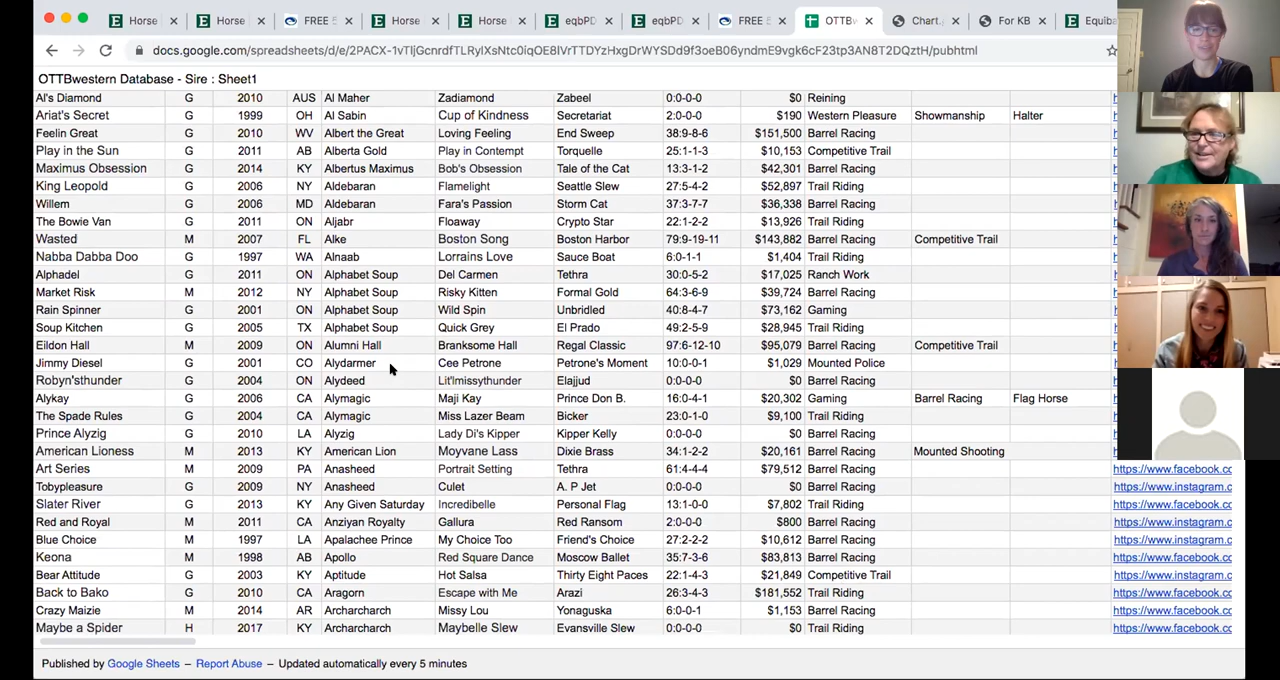 Horse
Horse
FREE E
Horse
Horse
eqbPD
eqbPD
FREE E
OTTBw
Chart.
For KB
Equiba
docs.google.com/spreadsheets/d/e/
OTTBwestern Database - Sire : Sheet1
Al's Diamond G 2010 AUS Al Maher Zadiamond Zabeel 0:0-0-0 $0 Reining
Ariat's Secret G 1999 OH Al Sabin Cup of Kindness Secretariat 2:0-0-0 $190 Western Pleasure Showmanship Halter
Feelin Great G 2010 WV Albert the Great Loving Feeling End Sweep 38:9-8-6 $151,500 Barrel Racing
Play in the Sun G 2011 AB Alberta Gold Play in Contro Torquelle 25:1-1-3 $10,153 Competitive Trail
Maximus Obsession G 2014 KY Albertus Maximus Bob's Obsession Tale of the Cat 13:3-1-2 $42,301 Barrel Racing
King Leopold G 2006 NY Aldebaran Flamelight Seattle Slew 27:5-4-2 $52,897 Trail Riding
Willem G 2006 MD Aldebaran Fara's Passion Storm Cat 37:3-7-7 $36,338 Barrel Racing
The Bowie Van G 2011 ON Aljabr Floaway Crypto Star 22:1-2-2 $13,926 Trail Riding
Wasted M 2007 FL Alke Boston Song Boston Harbor 79:9-19-11 $143,882 Barrel Racing Competitive Trail
Nabba Dabba Doo G 1997 WA Alnaab Lorrains Love Sauce Boat 6:0-1-1 $1,404 Trail Riding
Alphadel G 2011 ON Alphabet Soup Del Carmen Tethra 30:0-5-2 $17,025 Ranch Work
Market Risk M 2012 NY Alphabet Soup Risky Kitten Formal Gold 64:3-6-9 $39,724 Barrel Racing
Rain Spinner G 2001 ON Alphabet Soup Wild Spin Unbridled 40:8-4-7 $73,162 Gaming
Soup Kitchen G 2005 TX Alphabet Soup Quick Grey El Prado 49:2-5-9 $28,945 Trail Riding
Eildon Hall M 2009 ON Alumni Hall Branksome Hall Regal Classic 97:6-12-10 $95,079 Barrel Racing Competitive Trail
Jimmy Diesel G 2001 CO Alydarmer Cee Petrone Petrone's Moment 10:0-0-1 $1,029 Mounted Police
Robyn'sthunder G 2004 ON Alydeed Lit'lmissythunder Elajjud 0:0-0-0 $0 Barrel Racing
Alykay G 2006 CA Alymagic Maji Kay Prince Don B. 16:0-4-1 $20,302 Gaming Barrel Racing Flag Horse
The Spade Rules G 2004 CA Alymagic Miss Lazer Beam Bicker 23:0-1-0 $9,100 Trail Riding
Prince Alyzig G 2010 LA Alyzig Lady Di's Kipper Kipper Kelly 0:0-0-0 $0 Barrel Racing
American Lioness M 2013 KY American Lion Moyvane Lass Dixie Brass 34:1-2-2 $20,161 Barrel Racing Mounted Shooting
Art Series M 2009 PA Anasheed Portrait Setting Tethra 61:4-4-4 $79,512 Barrel Racing https://www.facebook.cc
Tobypleasure G 2009 NY Anasheed Culet A. P Jet 0:0-0-0 $0 Barrel Racing https://www.instagram.c
Slater River G 2013 KY Any Given Saturday Incredibelle Personal Flag 13:1-0-0 $7,802 Trail Riding https://www.facebook.cc
Red and Royal M 2011 CA Anziyan Royalty Gallura Red Ransom 2:0-0-0 $800 Barrel Racing https://www.instagram.c
Blue Choice M 1997 LA Apalachee Prince My Choice Too Friend's Choice 27:2-2-2 $10,612 Barrel Racing https://www.facebook.cc
Keona M 1998 AB Apollo Red Square Dance Moscow Ballet 35:7-3-6 $83,813 Barrel Racing https://www.facebook.cc
Bear Attitude G 2003 KY Aptitude Hot Salsa Thirty Eight Paces 22:1-4-3 $21,849 Competitive Trail https://www.instagram.c
Back to Bako G 2010 CA Aragorn Escape with Me Arazi 26:3-4-3 $181,552 Trail Riding https://www.facebook.cc
Crazy Maizie M 2014 AR Archarcharch Missy Lou Yonaguska 6:0-0-1 $1,153 Barrel Racing https://www.facebook.cc
Maybe a Spider H 2017 KY Archarcharch Maybelle Slew Evansville Slew 0:0-0-0 $0 Trail Riding https://www.facebook.cc
Published by Google Sheets – Report Abuse – Updated automatically every 5 minutes